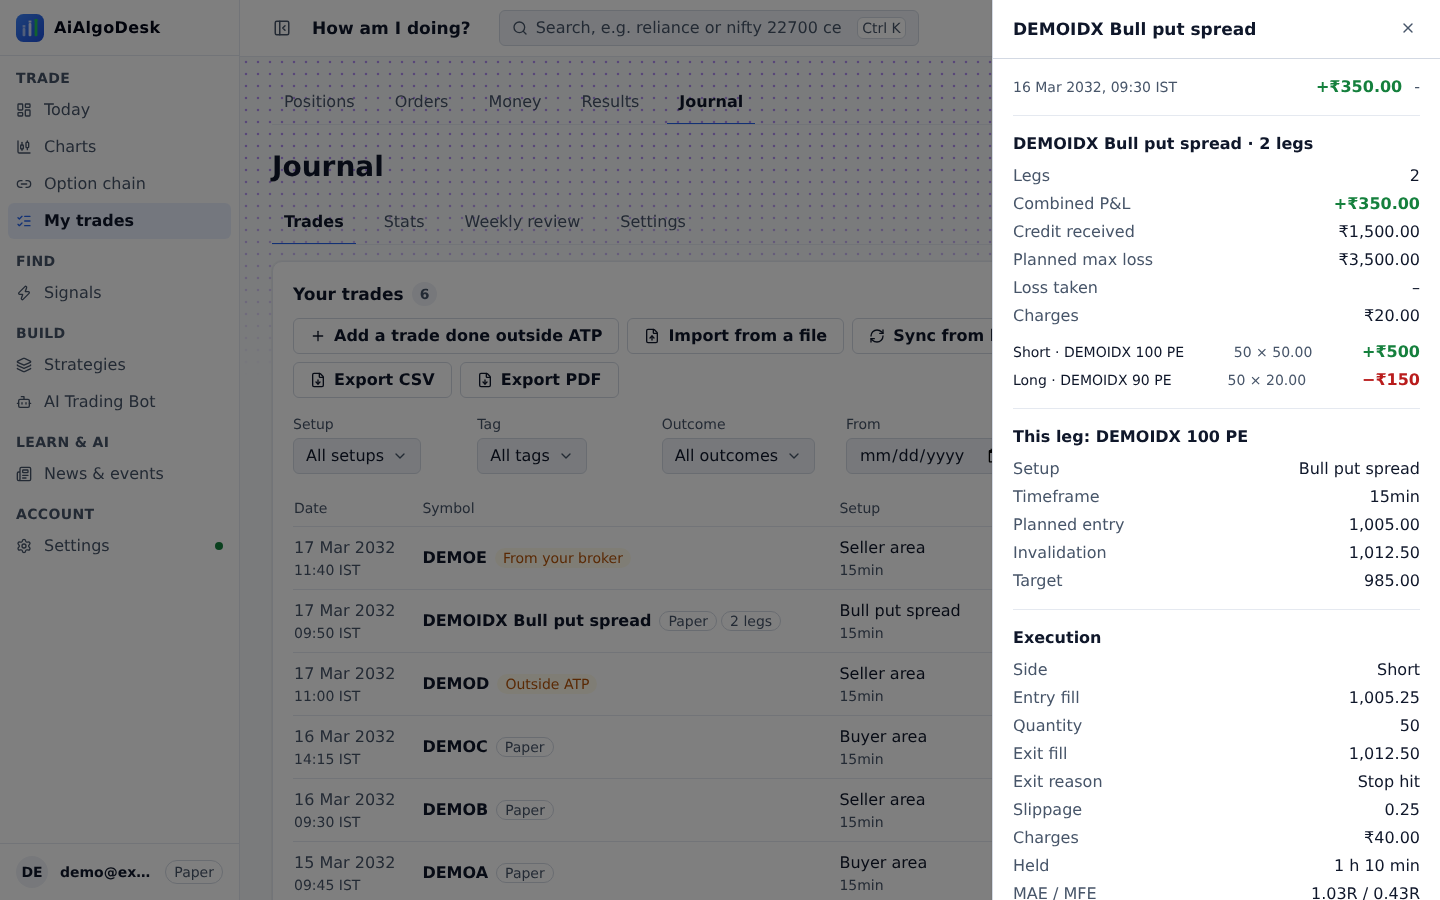 AiAlgoDesk
TRADE
Today
Charts
Option chain
My trades
FIND
Signals
BUILD
Strategies
AI Trading Bot
LEARN & AI
News & events
ACCOUNT
Settings
DE demo@ex... Paper
How am I doing?
Search, e.g. reliance or nifty 22700 ce Ctrl K
Positions Orders Money Results Journal
Journal
Trades Stats Weekly review Settings
Your trades 6
Add a trade done outside ATP Import from a file Sync from
Export CSV Export PDF
Setup Tag Outcome From
All setups All tags All outcomes mm/dd/yyyy
Date Symbol Setup
17 Mar 2032 DEMOE From your broker Seller area
11:40 IST 15min
17 Mar 2032 DEMOIDX Bull put spread Paper 2 legs Bull put spread
09:50 IST 15min
17 Mar 2032 DEMOD Outside ATP Seller area
11:00 IST 15min
16 Mar 2032 DEMOC Paper Buyer area
14:15 IST 15min
16 Mar 2032 DEMOB Paper Seller area
09:30 IST 15min
15 Mar 2032 DEMOA Paper Buyer area
09:45 IST 15min
DEMOIDX Bull put spread ×
16 Mar 2032, 09:30 IST +₹350.00 -
DEMOIDX Bull put spread · 2 legs
Legs 2
Combined P&L +₹350.00
Credit received ₹1,500.00
Planned max loss ₹3,500.00
Loss taken –
Charges ₹20.00
Short · DEMOIDX 100 PE 50 × 50.00 +₹500
Long · DEMOIDX 90 PE 50 × 20.00 −₹150
This leg: DEMOIDX 100 PE
Setup Bull put spread
Timeframe 15min
Planned entry 1,005.00
Invalidation 1,012.50
Target 985.00
Execution
Side Short
Entry fill 1,005.25
Quantity 50
Exit fill 1,012.50
Exit reason Stop hit
Slippage 0.25
Charges ₹40.00
Held 1 h 10 min
MAE / MFE 1.03R / 0.43R